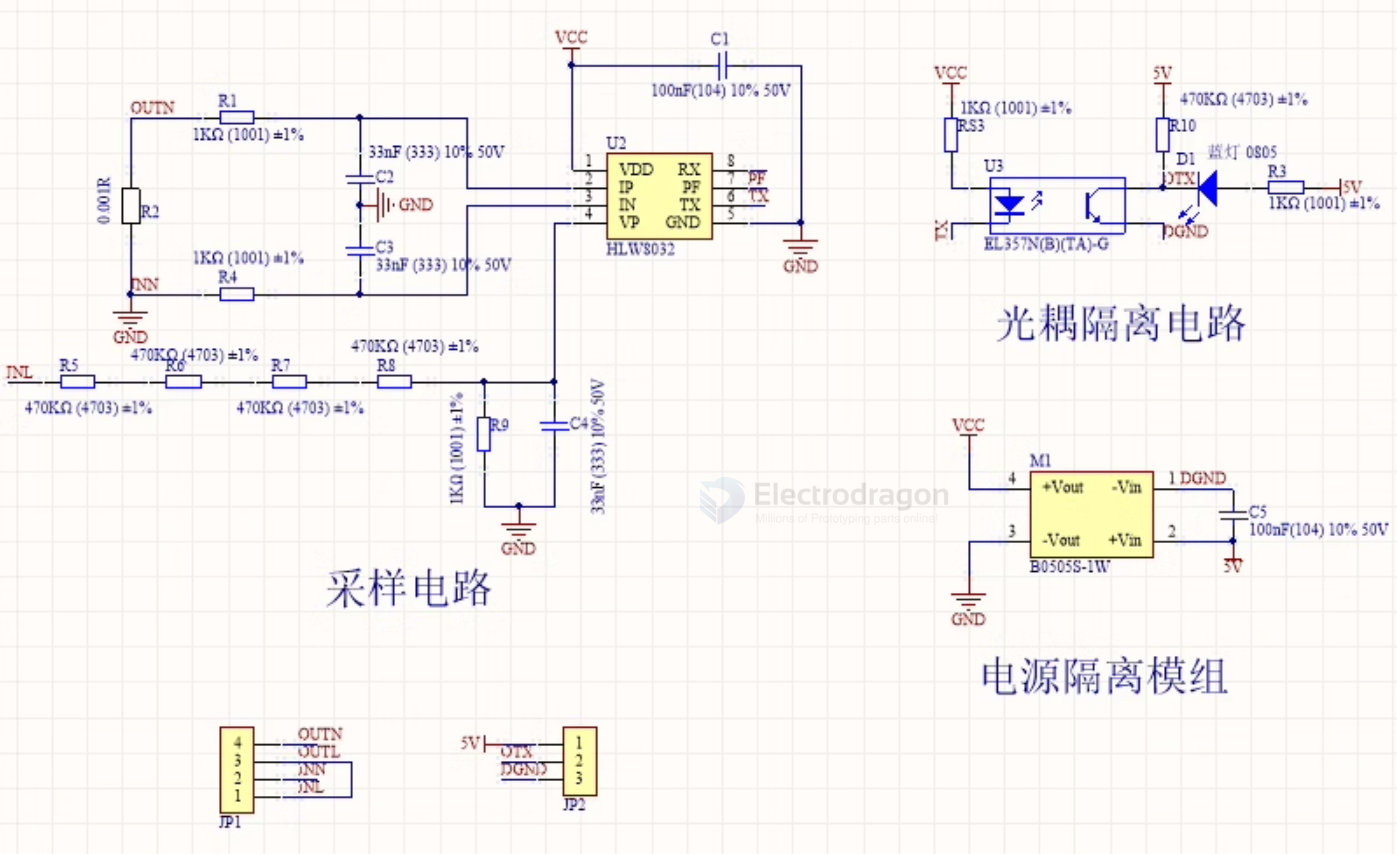 VCC
C1
100nF(104) 10% 50V
OUTN
R1
1KΩ (1001) ±1%
33nF (333) 10% 50V
C2
GND
0.001R
R2
C3
33nF (333) 10% 50V
1KΩ (1001) ±1%
R4
INN
GND
U2
1 VDD RX 8
2 IP PF 7 PF
3 IN TX 6 TX
4 VP GND 5
HLW8032
GND
INL
R5
470KΩ (4703) ±1%
470KΩ (4703) ±1%
R6
R7
470KΩ (4703) ±1%
470KΩ (4703) ±1%
R8
1KΩ (1001) ±1%
R9
C4
33nF (333) 10% 50V
GND
采样电路
VCC
1KΩ (1001) ±1%
RS3
U3
TX
EL357N(B)(TA)-G
5V
470KΩ (4703) ±1%
R10
D1
蓝灯 0805
OTX
R3
5V
1KΩ (1001) ±1%
DGND
光耦隔离电路
Electrodragon
Millions of Prototyping parts online!
VCC
M1
4 +Vout -Vin 1 DGND
3 -Vout +Vin 2
B0505S-1W
C5
100nF(104) 10% 50V
5V
GND
电源隔离模组
4 OUTN
3 OUTL
2 INN
1 INL
JP1
5V 1
OTX 2
DGND 3
JP2